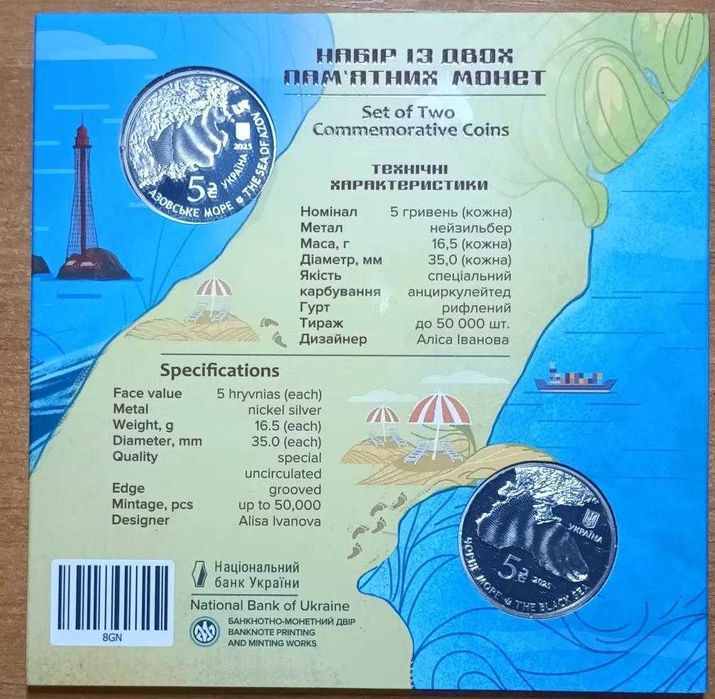 НАБІР ІЗ ДВОХ
ПАМ'ЯТНИХ МОНЕТ
Set of Two
Commemorative Coins
2025
УКРАЇНА
5₴
АЗОВСЬКЕ МОРЕ
THE SEA OF AZOV
ТЕХНІЧНІ
ХАРАКТЕРИСТИКИ
Номінал 5 гривень (кожна)
Метал нейзильбер
Маса, г 16,5 (кожна)
Діаметр, мм 35,0 (кожна)
Якість спеціальний
карбування анциркулейтед
Гурт рифлений
Тираж до 50 000 шт.
Дизайнер Аліса Іванова
Specifications
Face value 5 hryvnias (each)
Metal nickel silver
Weight, g 16.5 (each)
Diameter, mm 35.0 (each)
Quality special
uncirculated
Edge grooved
Mintage, pcs up to 50,000
Designer Alisa Ivanova
УКРАЇНА
5₴ 2025
ЧОРНЕ МОРЕ
THE BLACK SEA
8GN
Національний
банк України
National Bank of Ukraine
БАНКНОТНО-МОНЕТНИЙ ДВІР
BANKNOTE PRINTING
AND MINTING WORKS